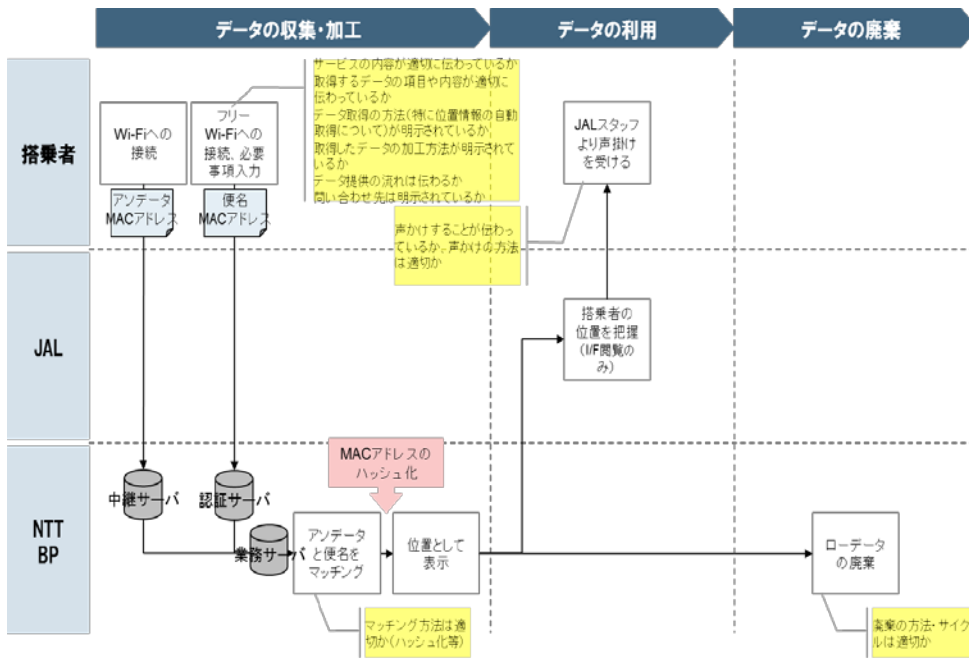 データの収集・加工
データの利用
データの廃棄
搭乗者
Wi-Fiへの
接続
フリー
Wi-Fiへの
接続、必要
事項入力
サービスの内容が適切に伝わっているか
取得するデータの項目や内容が適切に
伝わっているか
データ取得の方法(特に位置情報の自動
取得について)が明示されているか
取得したデータの加工方法が明示されて
いるか
データ提供の流れは伝わるか
問い合わせ先は明示されているか
アソデータ
MACアドレス
便名
MACアドレス
JALスタッフ
より声掛け
を受ける
声かけすることが伝わっ
ているか、声かけの方法
は適切か
JAL
搭乗者の
位置を把握
(I/F閲覧の
み)
NTT
BP
MACアドレスの
ハッシュ化
中継サーバ
認証サーバ
業務サーバ
アソデータ
と便名を
マッチング
位置として
表示
ローデータ
の廃棄
マッチング方法は適
切か(ハッシュ化等)
廃棄の方法・サイク
ルは適切か